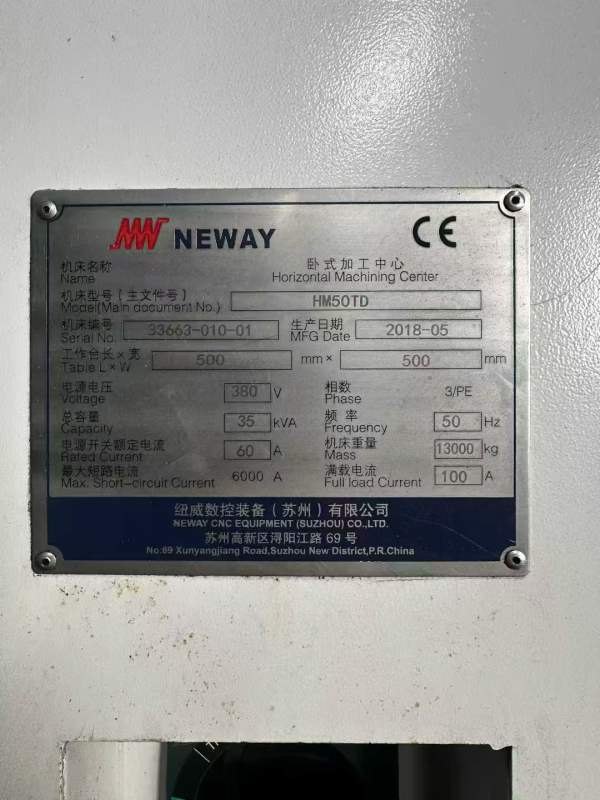 NEWAY CE
机床名称 卧式加工中心
Name Horizontal Machining Center
机床型号(主文件号) HM50TD
Model(Main document No.)
机床编号 33663-010-01 生产日期 2018-05
Serial No. MFG Date
工作台长×宽 500 mm× 500 mm
Table L×W
电源电压 380 V 相数 3/PE
Voltage Phase
总容量 35 kVA 频率 50 Hz
Capacity Frequency
电源开关额定电流 60 A 机床重量 13000 kg
Rated Current Mass
最大短路电流 6000 A 满载电流 100 A
Max. Short-circuit Current Full load Current
纽威数控装备(苏州)有限公司
NEWAY CNC EQUIPMENT (SUZHOU) CO.,LTD.
苏州高新区浔阳江路 69 号
No.69 Xunyangjiang Road,Suzhou New District,P.R.China